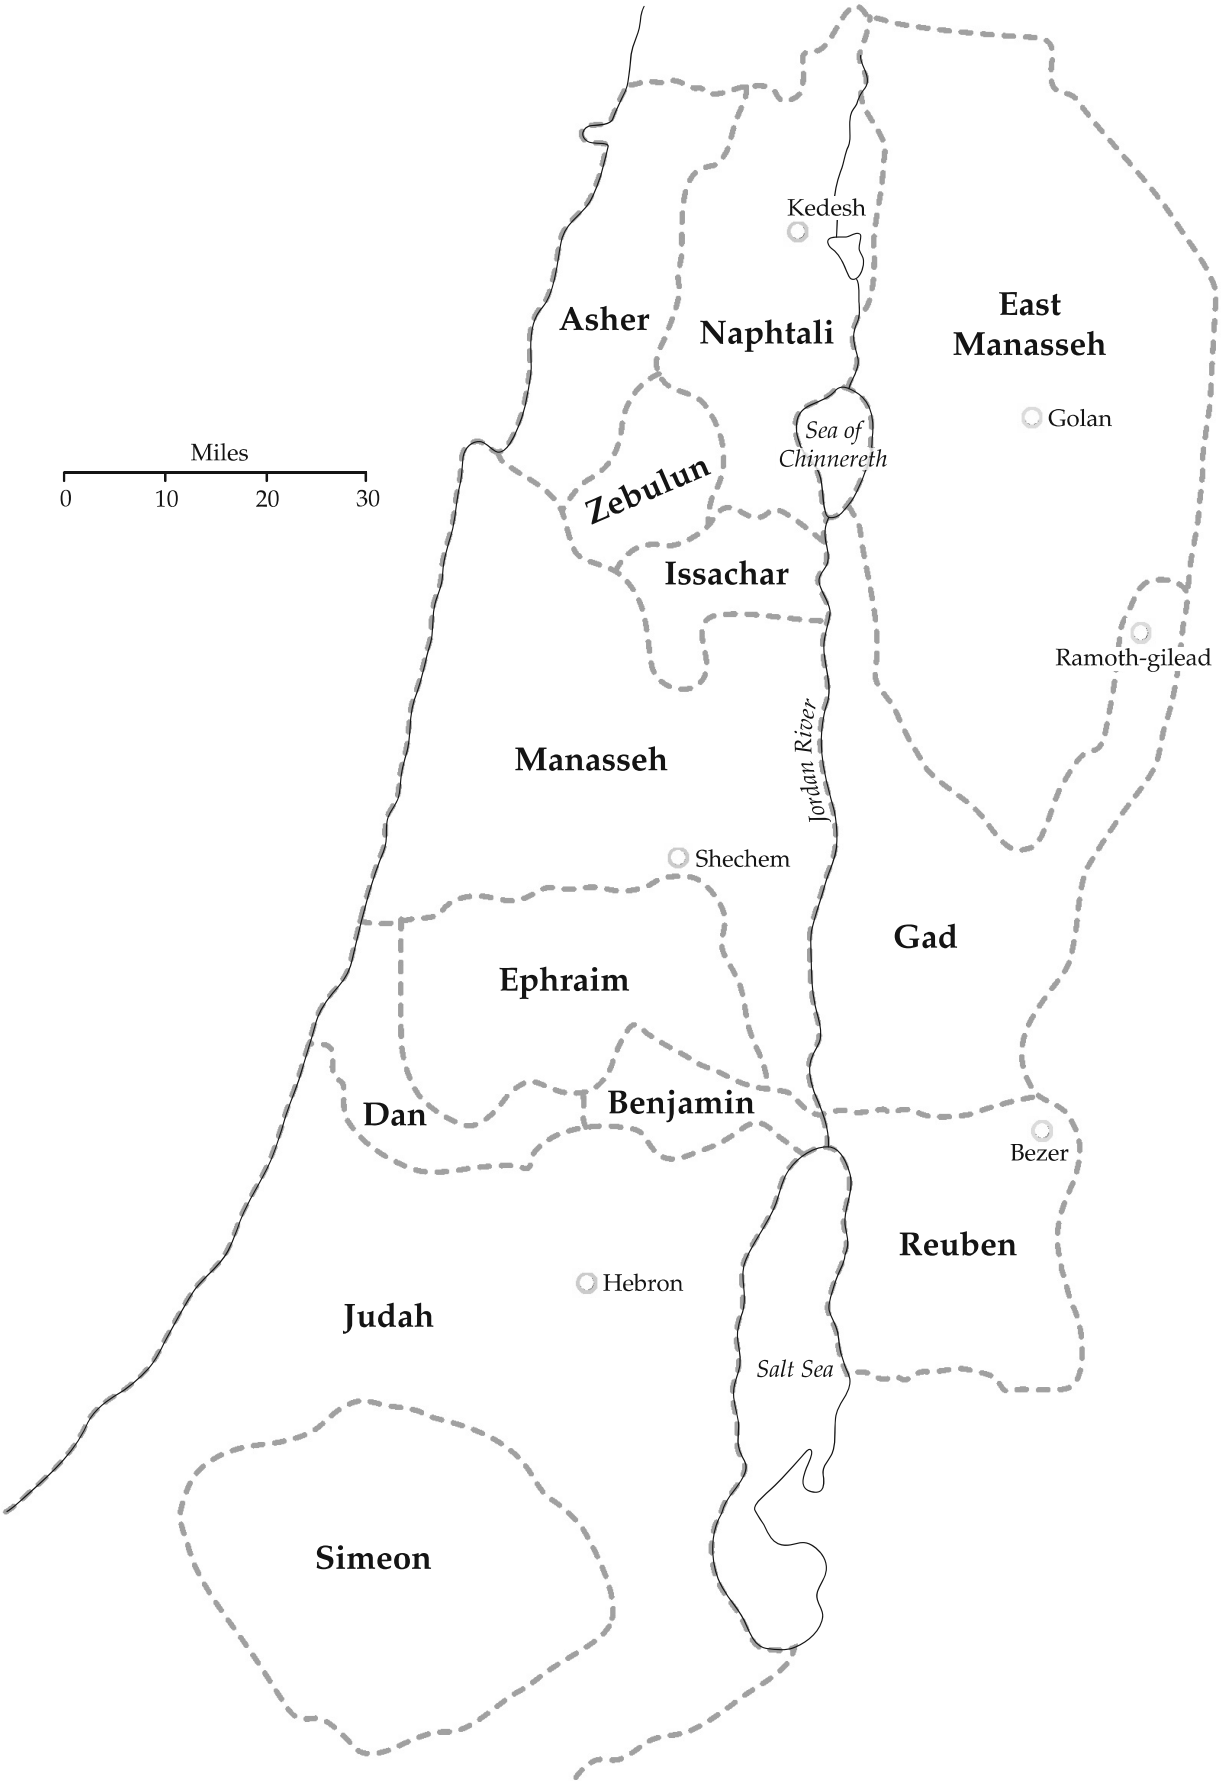 Kedesh
East
Manasseh
Asher
Naphtali
Golan
Sea of
Chinnereth
Miles
0 10 20 30
Zebulun
Issachar
Ramoth-gilead
Jordan River
Manasseh
Shechem
Gad
Ephraim
Benjamin
Dan
Bezer
Reuben
Hebron
Judah
Salt Sea
Simeon